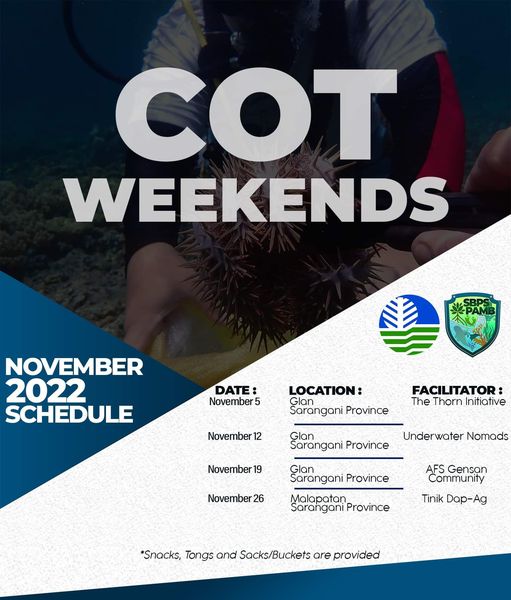 COT
WEEKENDS
SBPS
PAMB
NOVEMBER
2022
SCHEDULE
DATE : LOCATION : FACILITATOR :
November 5 Glan The Thorn Initiative
Sarangani Province
November 12 Glan Underwater Nomads
Sarangani Province
November 19 Glan AFS Gensan
Sarangani Province Community
November 26 Malapatan Tinik Dap-Ag
Sarangani Province
*Snacks, Tongs and Sacks/Buckets are provided